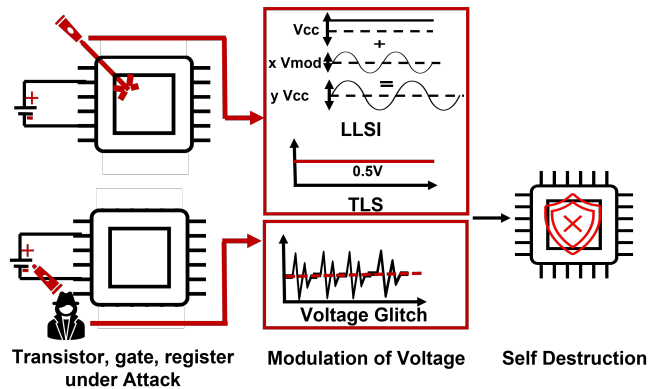 Vcc
+
x Vmod
=
y Vcc
LLSI
0.5V
TLS
+
-
+
-
Voltage Glitch
Transistor, gate, register
under Attack
Modulation of Voltage
Self Destruction